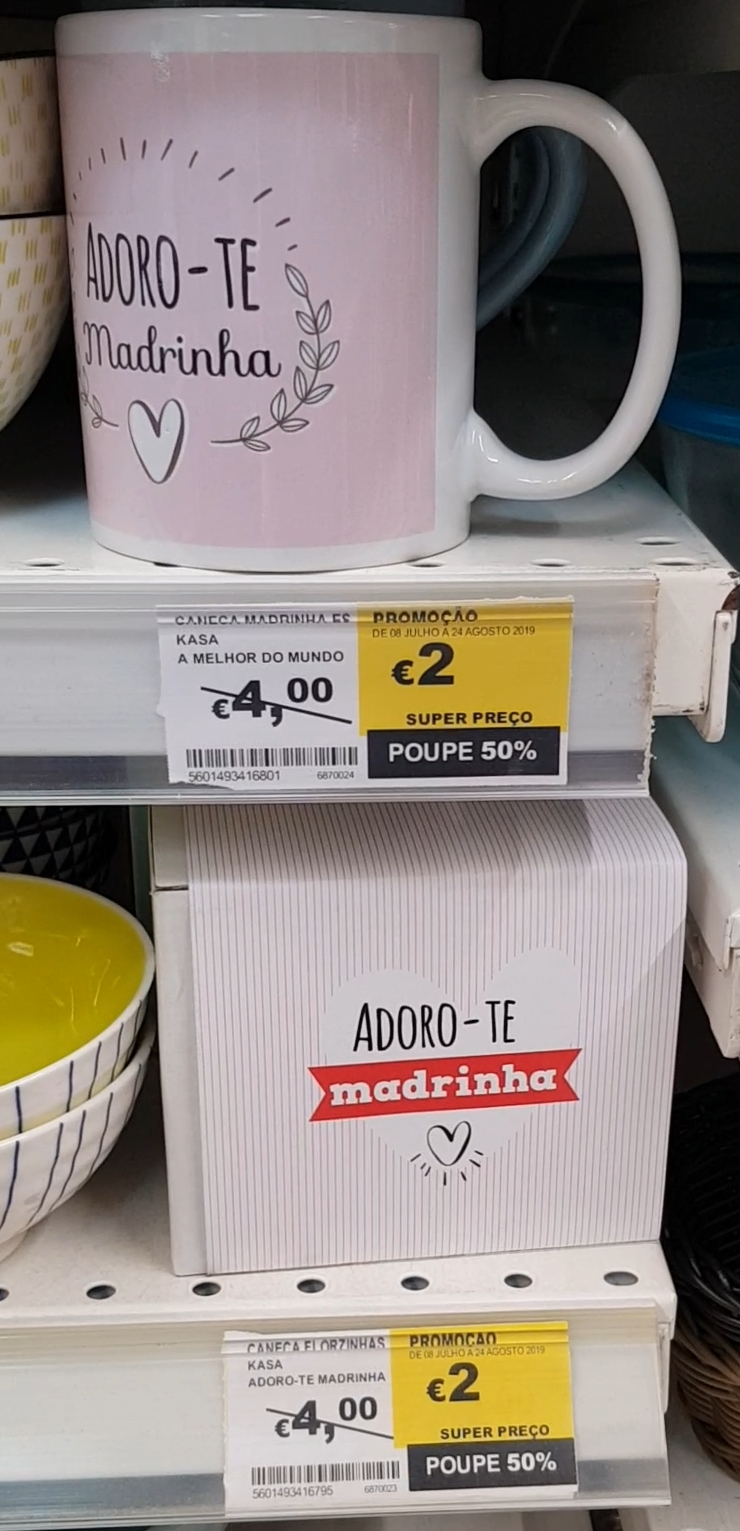 ADORO-TE
Madrinha
CANECA MADRINHA ES
KASA
A MELHOR DO MUNDO
€4,00
5601493416801 6870024
PROMOÇÃO
DE 08 JULHO A 24 AGOSTO 2019
€2
SUPER PREÇO
POUPE 50%
ADORO-TE
madrinha
CANECA FLORZINHAS
KASA
ADORO-TE MADRINHA
€4,00
5601493416795 6870023
PROMOÇÃO
DE 08 JULHO A 24 AGOSTO 2019
€2
SUPER PREÇO
POUPE 50%